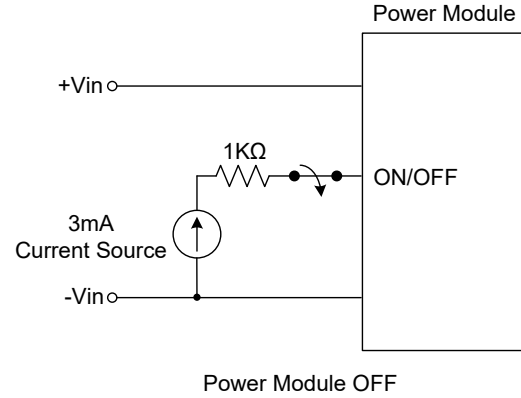 Power Module
+Vin
1KΩ
ON/OFF
3mA
Current Source
-Vin
Power Module OFF